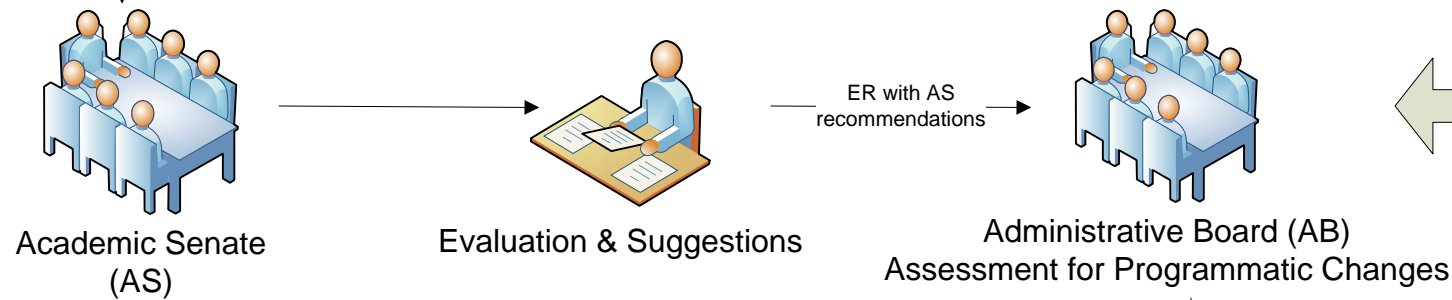 Academic Senate
(AS)
Evaluation & Suggestions
ER with AS
recommendations
Administrative Board (AB)
Assessment for Programmatic Changes